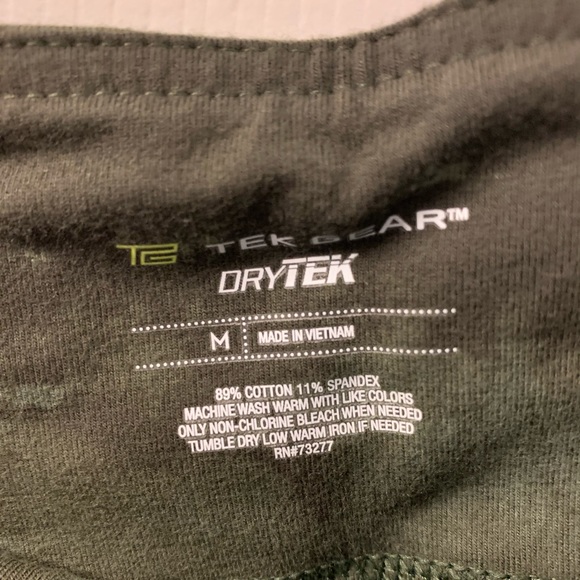 TG TEK GEAR™
DRYTEK
M MADE IN VIETNAM
89% COTTON 11% SPANDEX
MACHINE WASH WARM WITH LIKE COLORS
ONLY NON-CHLORINE BLEACH WHEN NEEDED
TUMBLE DRY LOW WARM IRON IF NEEDED
RN#73277